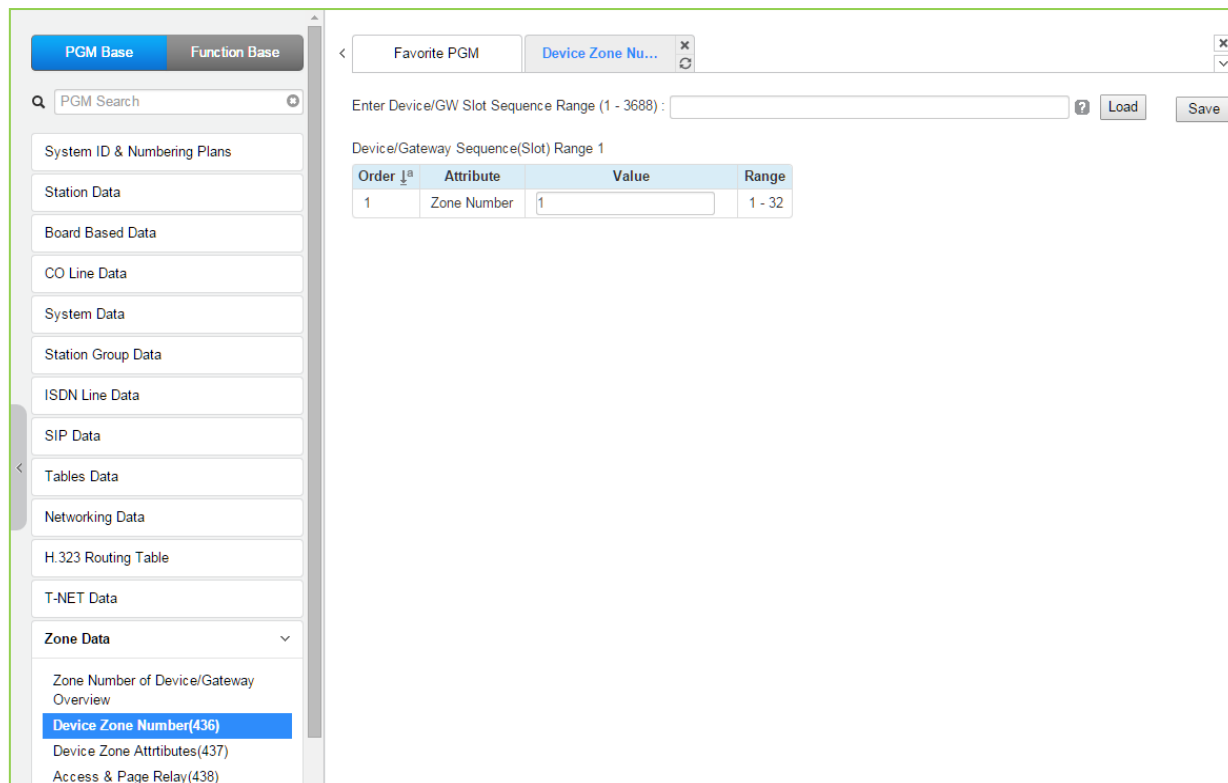 PGM Base Function Base
PGM Search
System ID & Numbering Plans
Station Data
Board Based Data
CO Line Data
System Data
Station Group Data
ISDN Line Data
SIP Data
Tables Data
Networking Data
H.323 Routing Table
T-NET Data
Zone Data
Zone Number of Device/Gateway
Overview
Device Zone Number(436)
Device Zone Attrtibutes(437)
Access & Page Relay(438)
Favorite PGM Device Zone Nu...
Enter Device/GW Slot Sequence Range (1 - 3688) : Load Save
Device/Gateway Sequence(Slot) Range 1
Order Attribute Value Range
1 Zone Number 1 1 - 32